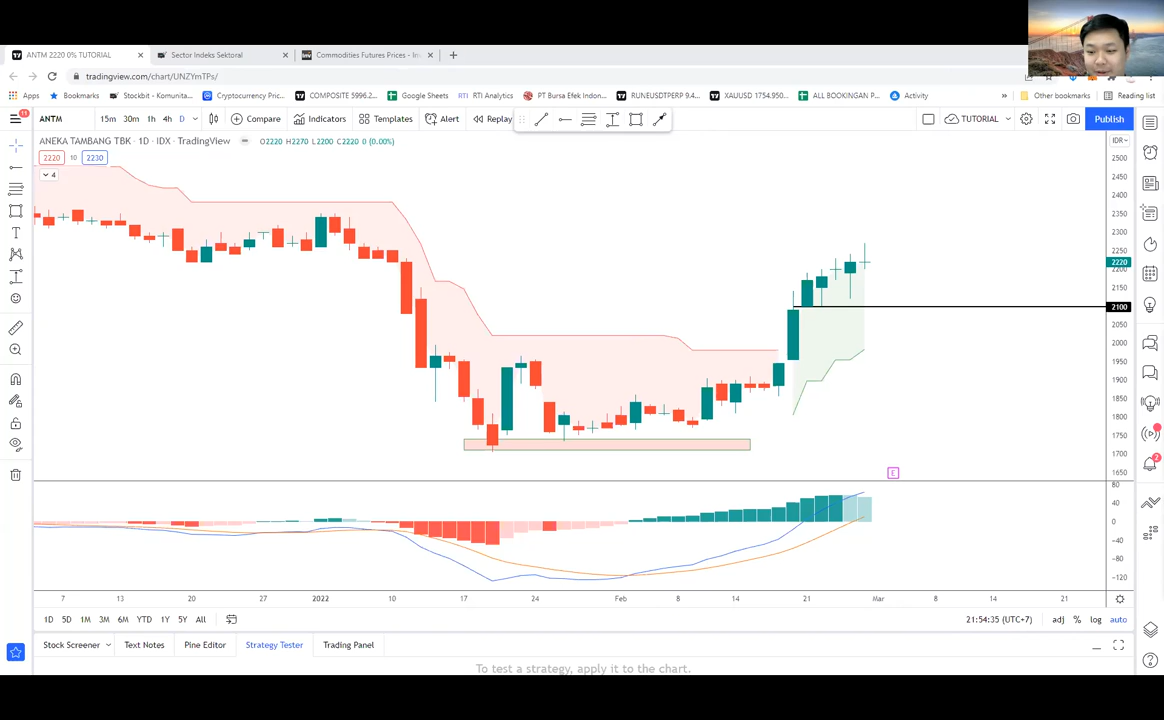 ANTM 2220 0% TUTORIAL
Sector Indeks Sektoral
Commodities Futures Prices - In
tradingview.com/chart/UNZYmTPs/
Apps Bookmarks Stockbit - Komunita... Cryptocurrency Pric... Google Sheets RTI Analytics PT Bursa Efek Indon... COMPOSITE 5996.2... RUNEUSDTPERP 9.4... XAUUSD 1754.950... ALL BOOKINGAN P... Activity » Other bookmarks Reading list
11 ANTM 15m 30m 1h 4h D Compare Indicators Templates Alert Replay TUTORIAL Publish
ANEKA TAMBANG TBK · 1D · IDX · TradingView O2220 H2270 L2200 C2220 0 (0.00%) IDR
2220 10 2230
4
2500
2450
2400
2350
2300
2250
2220
2200
2150
2100
2050
2000
1950
1900
1850
1800
1750
1700
1650
E
2
80
40
0
−40
−80
−120
7 13 20 27 2022 10 17 24 Feb 8 14 21 Mar 8 14 21
1D 5D 1M 3M 6M YTD 1Y 5Y All 21:54:35 (UTC+7) adj % log auto
Stock Screener Text Notes Pine Editor Strategy Tester Trading Panel
To test a strategy, apply it to the chart.